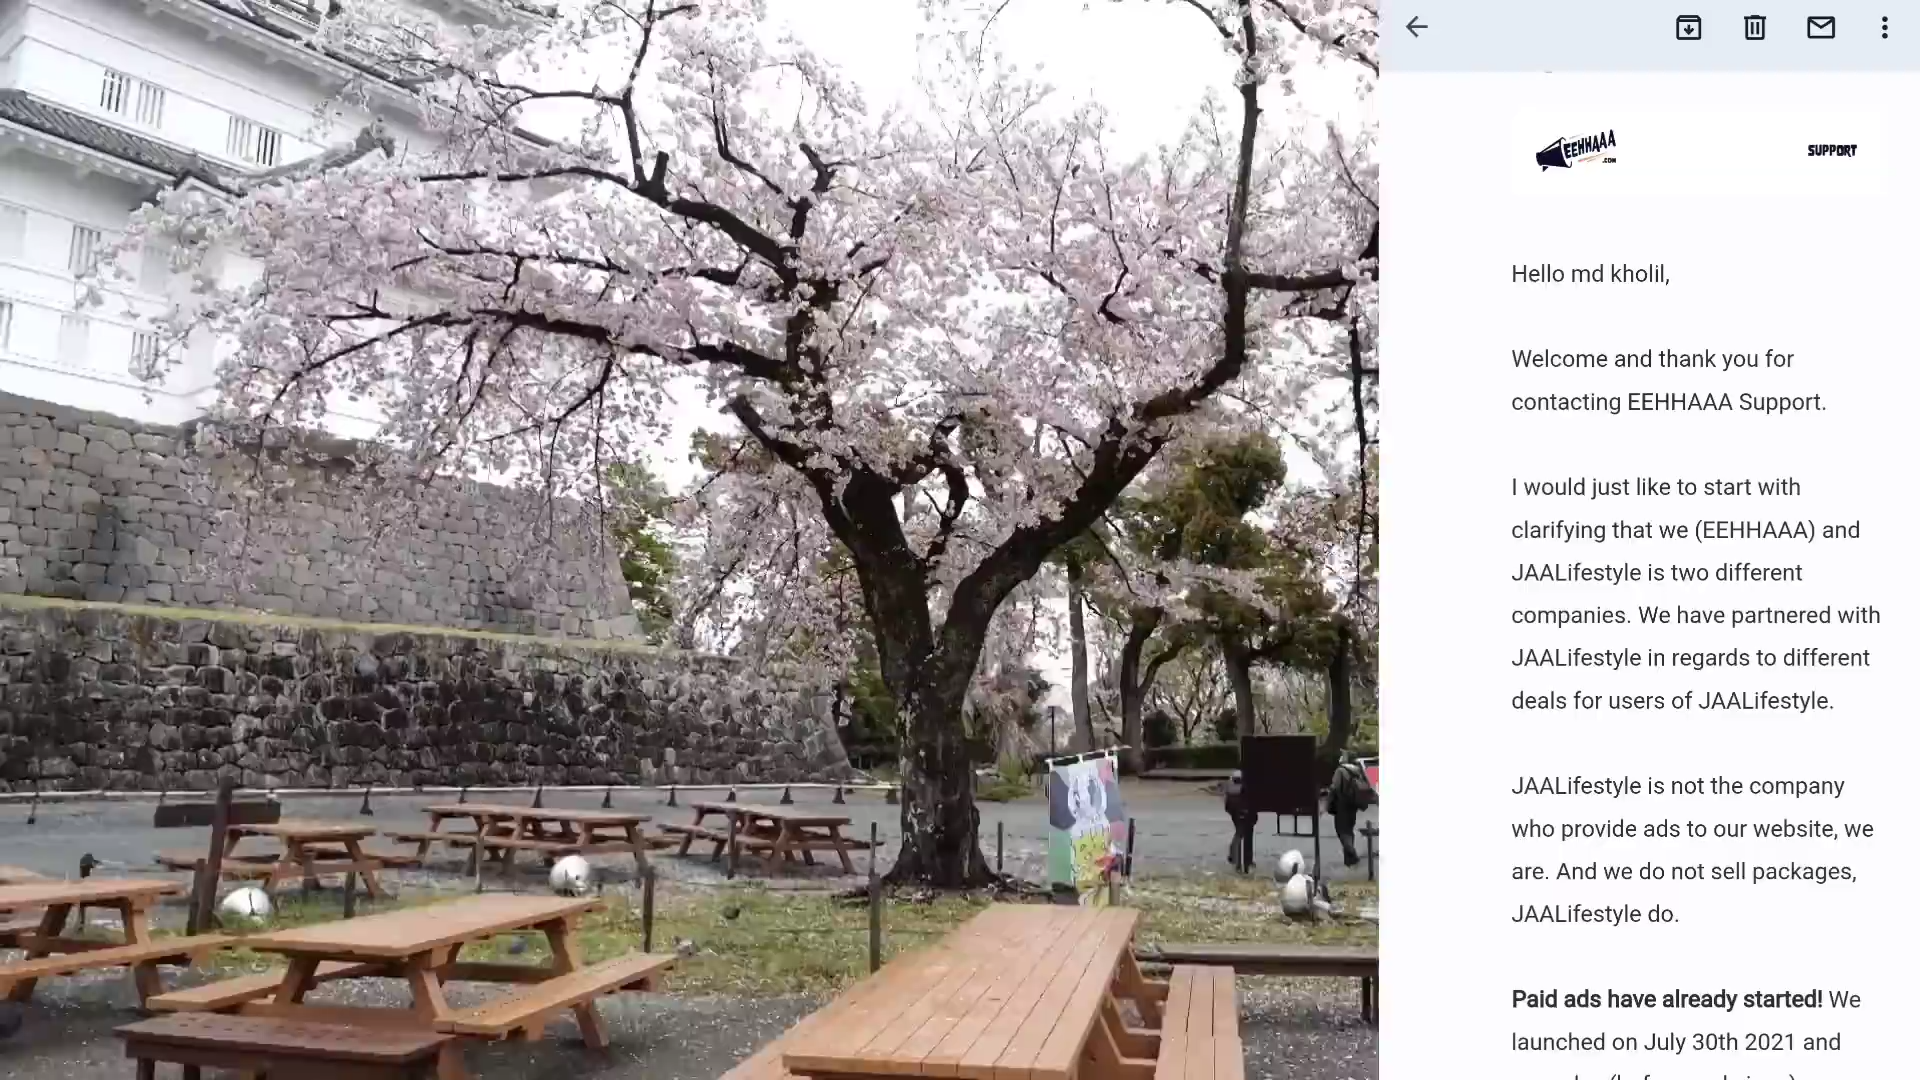 EEHHAAA
.COM
SUPPORT
Hello md kholil,
Welcome and thank you for
contacting EEHHAAA Support.
I would just like to start with
clarifying that we (EEHHAAA) and
JAALifestyle is two different
companies. We have partnered with
JAALifestyle in regards to different
deals for users of JAALifestyle.
JAALifestyle is not the company
who provide ads to our website, we
are. And we do not sell packages,
JAALifestyle do.
Paid ads have already started! We
launched on July 30th 2021 and